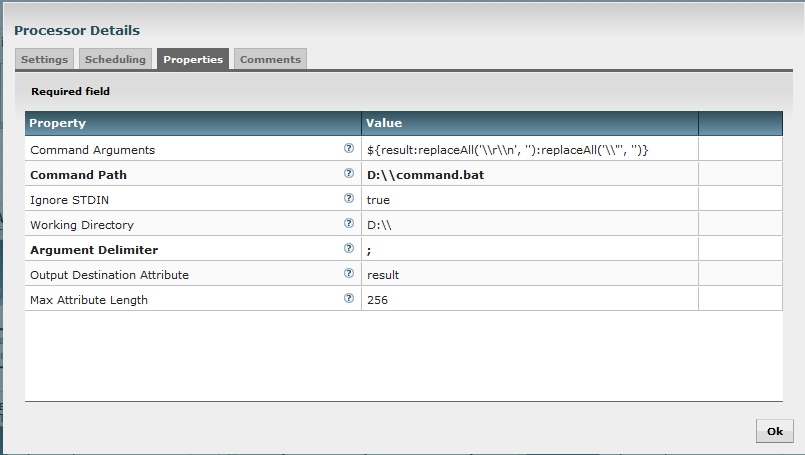 Processor Details
Settings Scheduling Properties Comments
Required field
Property Value
Command Arguments ${result:replaceAll('\\r\\n', ''):replaceAll('\\"', '')}
Command Path D:\\command.bat
Ignore STDIN true
Working Directory D:\\
Argument Delimiter ;
Output Destination Attribute result
Max Attribute Length 256
Ok